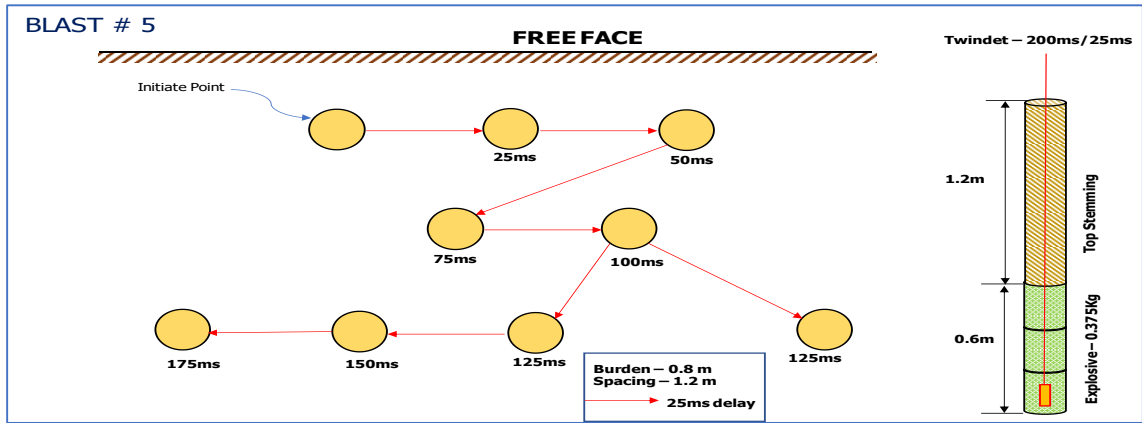 BLAST # 5
FREE FACE
Twindet – 200ms/25ms
Initiate Point
25ms
50ms
1.2m
Top Stemming
75ms
100ms
0.6m
Explosive – 0.375Kg
175ms
150ms
125ms
125ms
Burden – 0.8 m
Spacing – 1.2 m
25ms delay